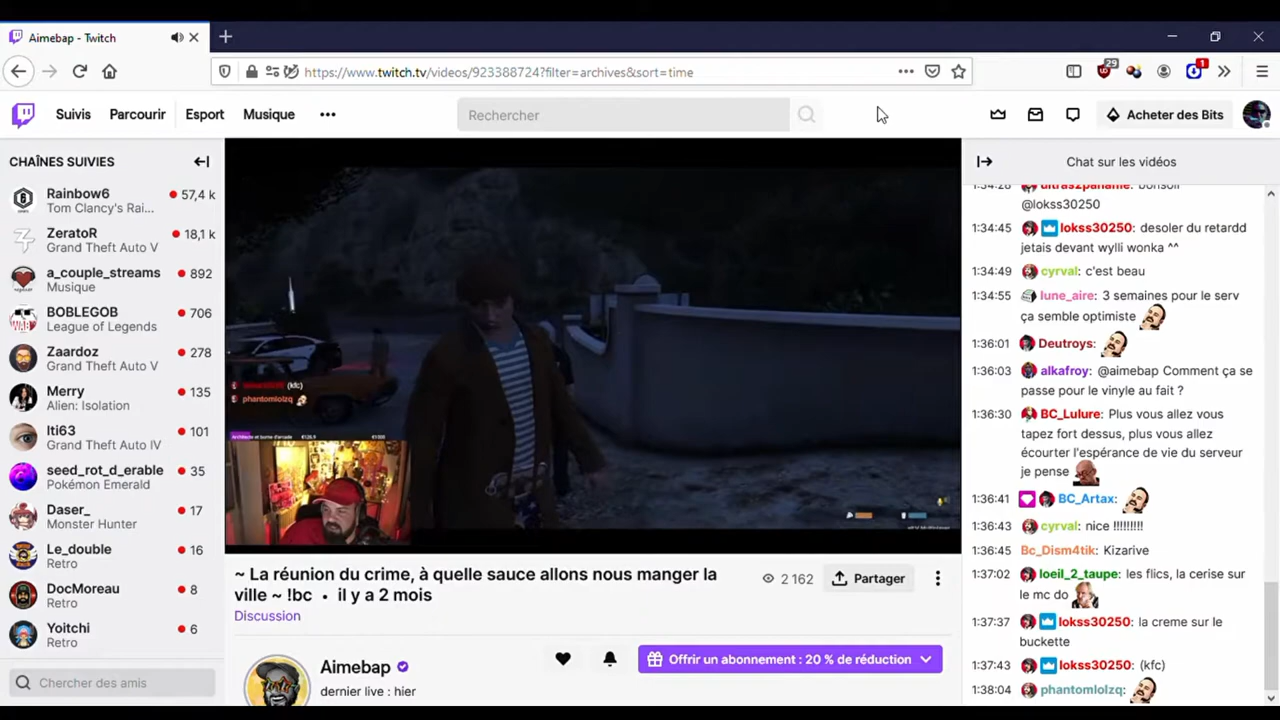 Aimebap - Twitch
https://www.twitch.tv/videos/923388724?filter=archives&sort=time
29
1
Suivis
Parcourir
Esport
Musique
Rechercher
Acheter des Bits
CHAÎNES SUIVIES
Rainbow6
57,4 k
Tom Clancy's Rai...
ZeratoR
18,1 k
Grand Theft Auto V
a_couple_streams
892
Musique
BOBLEGOB
706
League of Legends
Zaardoz
278
Grand Theft Auto V
Merry
135
Alien: Isolation
Iti63
101
Grand Theft Auto IV
seed_rot_d_erable
35
Pokémon Emerald
Daser_
17
Monster Hunter
Le_double
16
Retro
DocMoreau
8
Retro
Yoitchi
6
Retro
Chercher des amis
(kfc)
phantomlolzq
~ La réunion du crime, à quelle sauce allons nous manger la
ville ~ !bc • il y a 2 mois
2 162
Partager
Discussion
Aimebap
dernier live : hier
Offrir un abonnement : 20 % de réduction
Chat sur les vidéos
1:34:28 ultras2paname: bonsoir
@lokss30250
1:34:45 lokss30250: desoler du retardd
jetais devant wylli wonka ^^
1:34:49 cyrval: c'est beau
1:34:55 lune_aire: 3 semaines pour le serv
ça semble optimiste
1:36:01 Deutroys:
1:36:03 alkafroy: @aimebap Comment ça se
passe pour le vinyle au fait ?
1:36:30 BC_Lulure: Plus vous allez vous
tapez fort dessus, plus vous allez
écourter l'espérance de vie du serveur
je pense
1:36:41 BC_Artax:
1:36:43 cyrval: nice !!!!!!!!!
1:36:45 Bc_Dism4tik: Kizarive
1:37:02 loeil_2_taupe: les flics, la cerise sur
le mc do
1:37:37 lokss30250: la creme sur le
buckette
1:37:43 lokss30250: (kfc)
1:38:04 phantomlolzq: